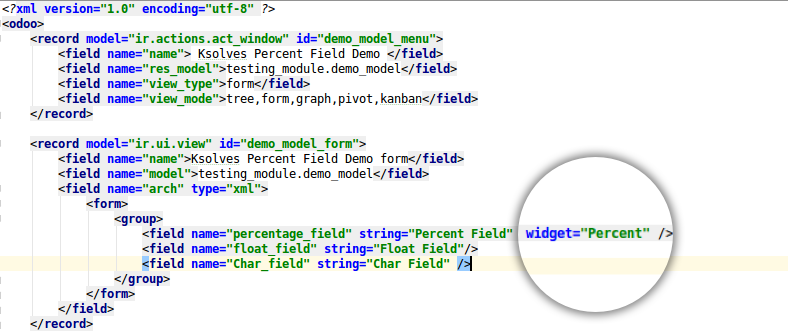 <?xml version="1.0" encoding="utf-8" ?>
<odoo>
<record model="ir.actions.act_window" id="demo_model_menu">
<field name="name"> Ksolves Percent Field Demo </field>
<field name="res_model">testing_module.demo_model</field>
<field name="view_type">form</field>
<field name="view_mode">tree,form,graph,pivot,kanban</field>
</record>
<record model="ir.ui.view" id="demo_model_form">
<field name="name">Ksolves Percent Field Demo form</field>
<field name="model">testing_module.demo_model</field>
<field name="arch" type="xml">
<form>
<group>
<field name="percentage_field" string="Percent Field" widget="Percent" />
<field name="float_field" string="Float Field"/>
<field name="Char_field" string="Char Field" />
</group>
</form>
</field>
</record>